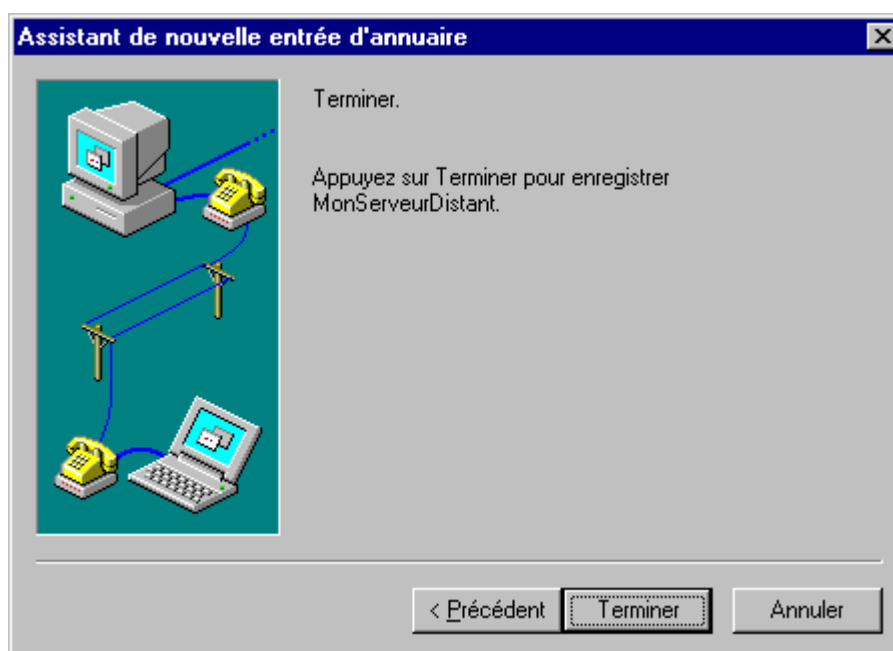 Assistant de nouvelle entrée d'annuaire
Terminer.
Appuyez sur Terminer pour enregistrer
MonServeurDistant.
< Précédent Terminer Annuler